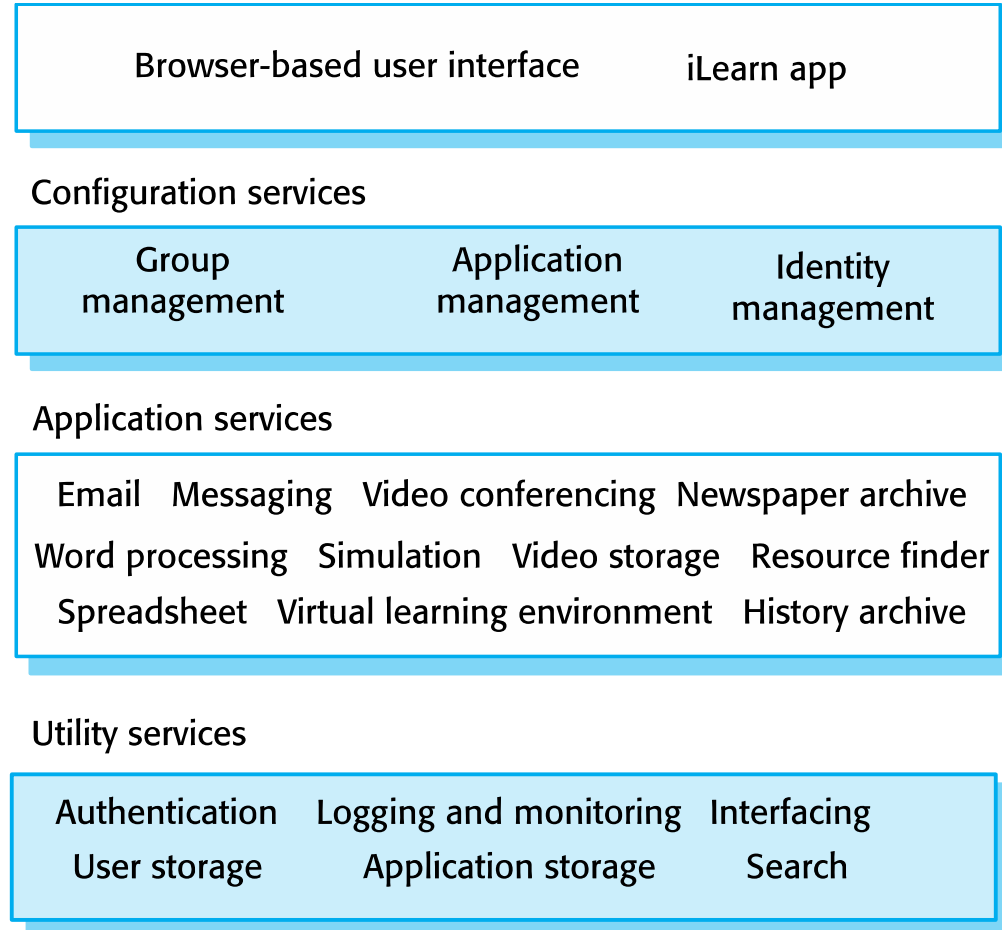 Browser-based user interface iLearn app
Configuration services
Group management Application management Identity management
Application services
Email Messaging Video conferencing Newspaper archive
Word processing Simulation Video storage Resource finder
Spreadsheet Virtual learning environment History archive
Utility services
Authentication Logging and monitoring Interfacing
User storage Application storage Search